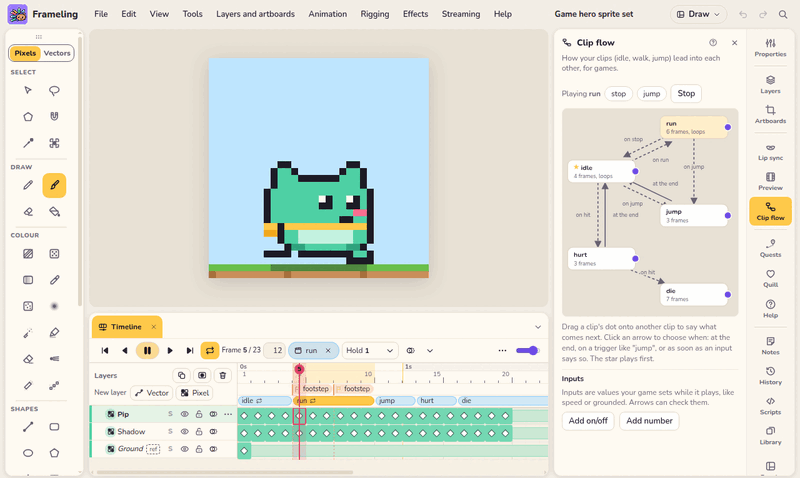 Frameling
File
Edit
View
Tools
Layers and artboards
Animation
Rigging
Effects
Streaming
Help
Game hero sprite set
Draw
Pixels
Vectors
SELECT
DRAW
COLOUR
SHAPES
Timeline
Frame 5 / 23
12
run
Hold 1
Layers
New layer
Vector
Pixel
0s
1s
1
5
10
15
20
footstep
footstep
idle
run
jump
hurt
die
Pip
S
Shadow
S
Ground
ref
S
Clip flow
How your clips (idle, walk, jump) lead into each
other, for games.
Playing run
stop
jump
Stop
run
6 frames, loops
on stop
on run
on jump
idle
4 frames, loops
at the end
on jump
jump
3 frames
on hit
at the end
hurt
3 frames
on hit
die
7 frames
Drag a clip's dot onto another clip to say what
comes next. Click an arrow to choose when: at the
end, on a trigger like "jump", or as soon as an input
says so. The star plays first.
Inputs
Inputs are values your game sets while it plays, like
speed or grounded. Arrows can check them.
Add on/off
Add number
Properties
Layers
Artboards
Lip sync
Preview
Clip flow
Quests
Quill
Help
Notes
History
Scripts
Library